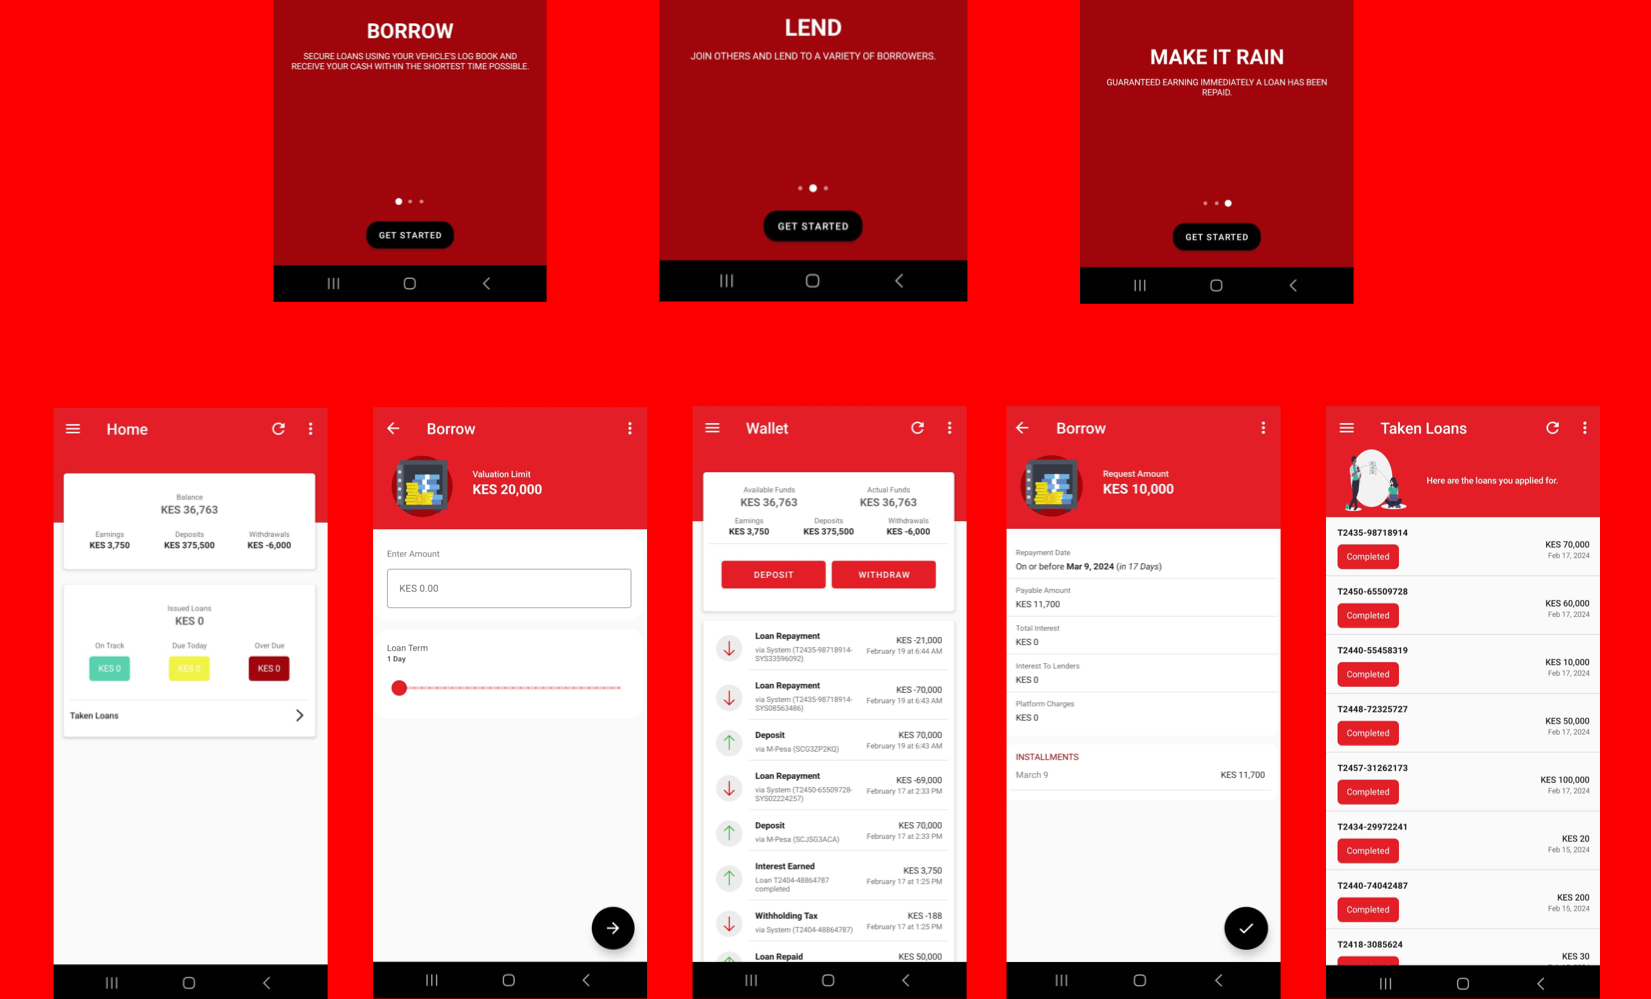 BORROW
SECURE LOANS USING YOUR VEHICLE'S LOG BOOK AND
RECEIVE YOUR CASH WITHIN THE SHORTEST TIME POSSIBLE.
GET STARTED
LEND
JOIN OTHERS AND LEND TO A VARIETY OF BORROWERS.
GET STARTED
MAKE IT RAIN
GUARANTEED EARNING IMMEDIATELY A LOAN HAS BEEN
REPAID.
GET STARTED
Home
Balance
KES 36,763
Earnings Deposits Withdrawals
KES 3,750 KES 375,500 KES -6,000
Issued Loans
KES 0
On Track Due Today Over Due
KES 0 KES 0 KES 0
Taken Loans
Borrow
Valuation Limit
KES 20,000
Enter Amount
KES 0.00
Loan Term
1 Day
Wallet
Available Funds Actual Funds
KES 36,763 KES 36,763
Earnings Deposits Withdrawals
KES 3,750 KES 375,500 KES -6,000
DEPOSIT WITHDRAW
Loan Repayment KES -21,000
via System (T2435-98718914- February 19 at 6:44 AM
SYS33596092)
Loan Repayment KES -70,000
via System (T2435-98718914- February 19 at 6:43 AM
SYS08563486)
Deposit KES 70,000
via M-Pesa (SCG3ZP2KQ) February 19 at 6:43 AM
Loan Repayment KES -69,000
via System (T2450-65509728- February 17 at 2:33 PM
SYS02224257)
Deposit KES 70,000
via M-Pesa (SCJSG3ACA) February 17 at 2:33 PM
Interest Earned KES 3,750
Loan T2404-48864787 February 17 at 1:25 PM
completed
Withholding Tax KES -188
via System (T2404-48864787) February 17 at 1:25 PM
Loan Repaid KES 50,000
Borrow
Request Amount
KES 10,000
Repayment Date
On or before Mar 9, 2024 (in 17 Days)
Payable Amount
KES 11,700
Total Interest
KES 0
Interest To Lenders
KES 0
Platform Charges
KES 0
INSTALLMENTS
March 9 KES 11,700
Taken Loans
Here are the loans you applied for.
T2435-98718914
KES 70,000
Completed Feb 17, 2024
T2450-65509728
KES 60,000
Completed Feb 17, 2024
T2440-55458319
KES 10,000
Completed Feb 17, 2024
T2448-72325727
KES 50,000
Completed Feb 17, 2024
T2457-31262173
KES 100,000
Completed Feb 17, 2024
T2434-29972241
KES 20
Completed Feb 15, 2024
T2440-74042487
KES 200
Completed Feb 15, 2024
T2418-3085624
KES 30